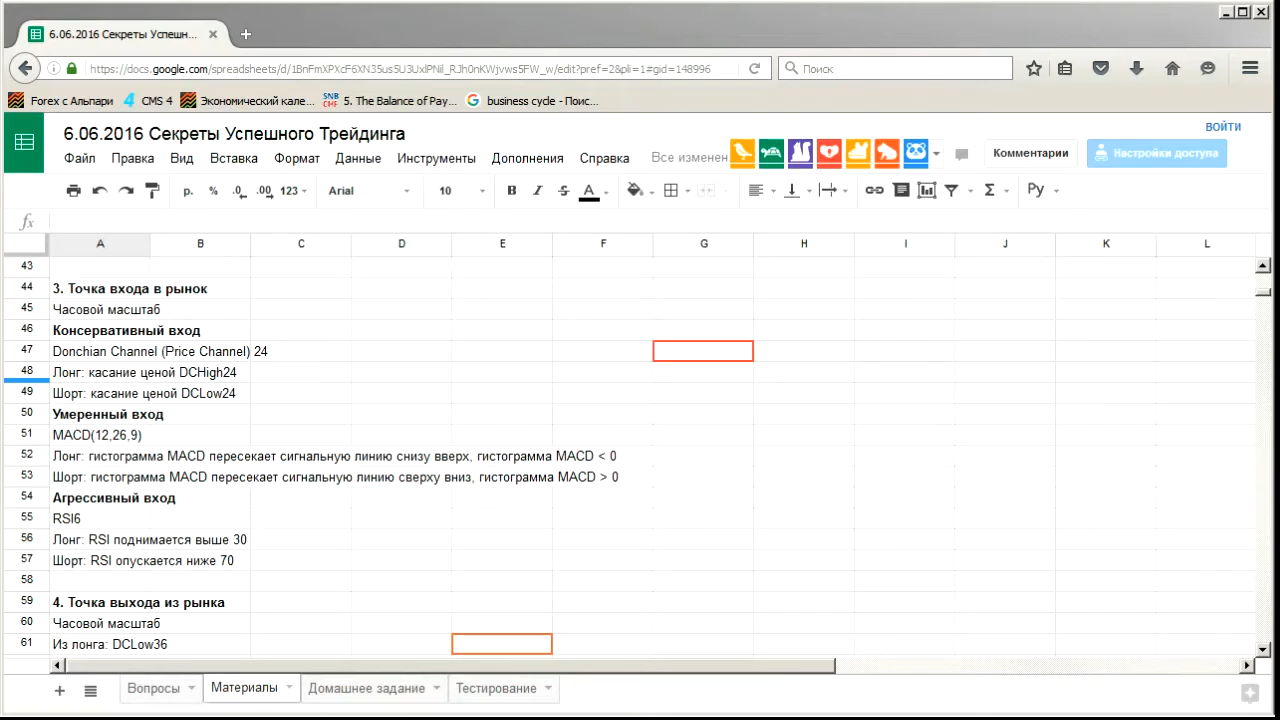 6.06.2016 Секреты Успешн...
https://docs.google.com/spreadsheets/d/1BnFmXPXcF6XN35us5U3UxlPNil_RJh0nKWjvws5FW_w/edit?pref=2&pli=1#gid=148996
Поиск
Forex с Альпари
CMS 4
Экономический кале...
SNB CHF 5. The Balance of Pay...
business cycle - Поис...
ВОЙТИ
6.06.2016 Секреты Успешного Трейдинга
Файл Правка Вид Вставка Формат Данные Инструменты Дополнения Справка Все изменен
Комментарии
Настройки доступа
р. % .0 .00 123 Arial 10 B I S A Σ Ру
fx
A B C D E F G H I J K L
43
44 3. Точка входа в рынок
45 Часовой масштаб
46 Консервативный вход
47 Donchian Channel (Price Channel) 24
48 Лонг: касание ценой DCHigh24
49 Шорт: касание ценой DCLow24
50 Умеренный вход
51 MACD(12,26,9)
52 Лонг: гистограмма MACD пересекает сигнальную линию снизу вверх, гистограмма MACD < 0
53 Шорт: гистограмма MACD пересекает сигнальную линию сверху вниз, гистограмма MACD > 0
54 Агрессивный вход
55 RSI6
56 Лонг: RSI поднимается выше 30
57 Шорт: RSI опускается ниже 70
58
59 4. Точка выхода из рынка
60 Часовой масштаб
61 Из лонга: DCLow36
Вопросы Материалы Домашнее задание Тестирование